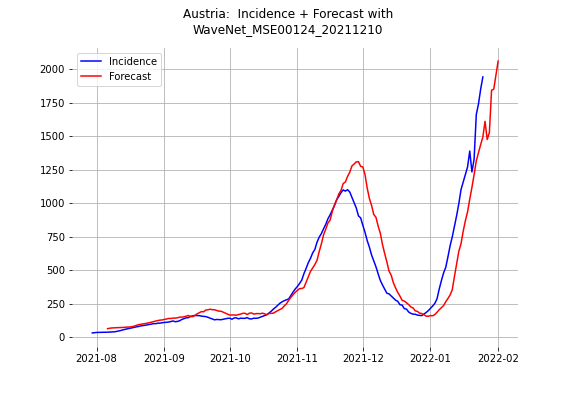 Austria:  Incidence + Forecast with
WaveNet_MSE00124_20211210
Incidence
Forecast
2000
1750
1500
1250
1000
750
500
250
0
2021-08 2021-09 2021-10 2021-11 2021-12 2022-01 2022-02